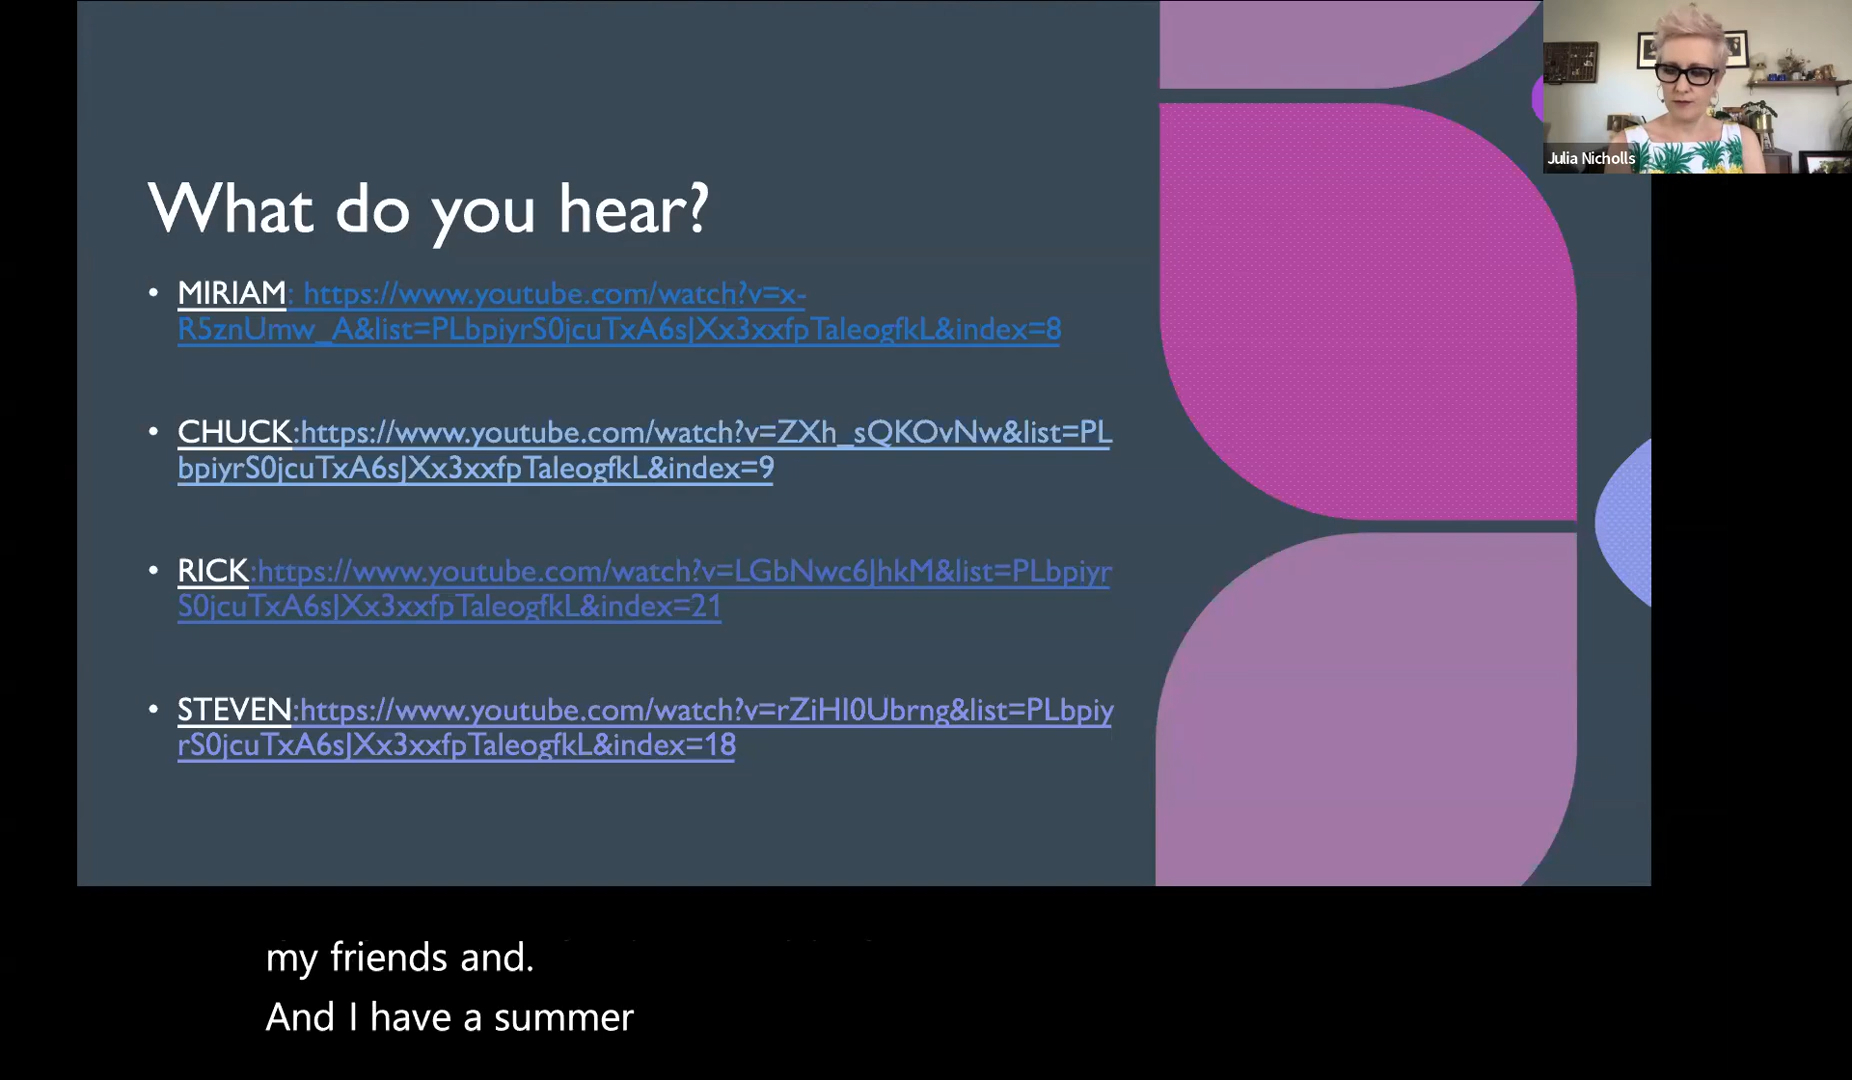 What do you hear?
• MIRIAM: https://www.youtube.com/watch?v=x-
R5znUmw_A&list=PLbpiyrS0jcuTxA6sJXx3xxfpTaleogfkL&index=8
• CHUCK:https://www.youtube.com/watch?v=ZXh_sQKOvNw&list=PL
bpiyrS0jcuTxA6sJXx3xxfpTaleogfkL&index=9
• RICK:https://www.youtube.com/watch?v=LGbNwc6JhkM&list=PLbpiyr
S0jcuTxA6sJXx3xxfpTaleogfkL&index=21
• STEVEN:https://www.youtube.com/watch?v=rZiHI0Ubrng&list=PLbpiy
rS0jcuTxA6sJXx3xxfpTaleogfkL&index=18
Julia Nicholls
my friends and.
And I have a summer